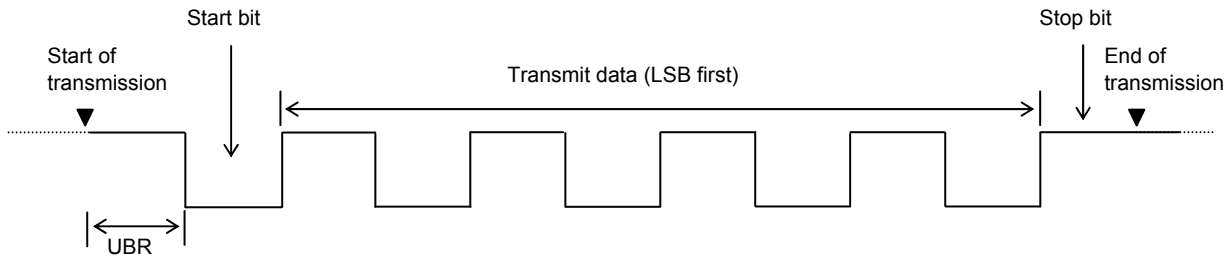 Start bit
Stop bit
Start of
transmission
Transmit data (LSB first)
End of
transmission
UBR